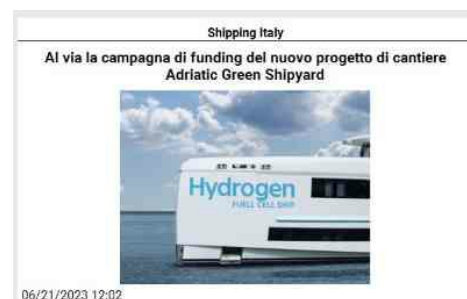 Shipping Italy
Al via la campagna di funding del nuovo progetto di cantiere
Adriatic Green Shipyard
Hydrogen
FUELL CELL SHIP
06/21/2023 12:02